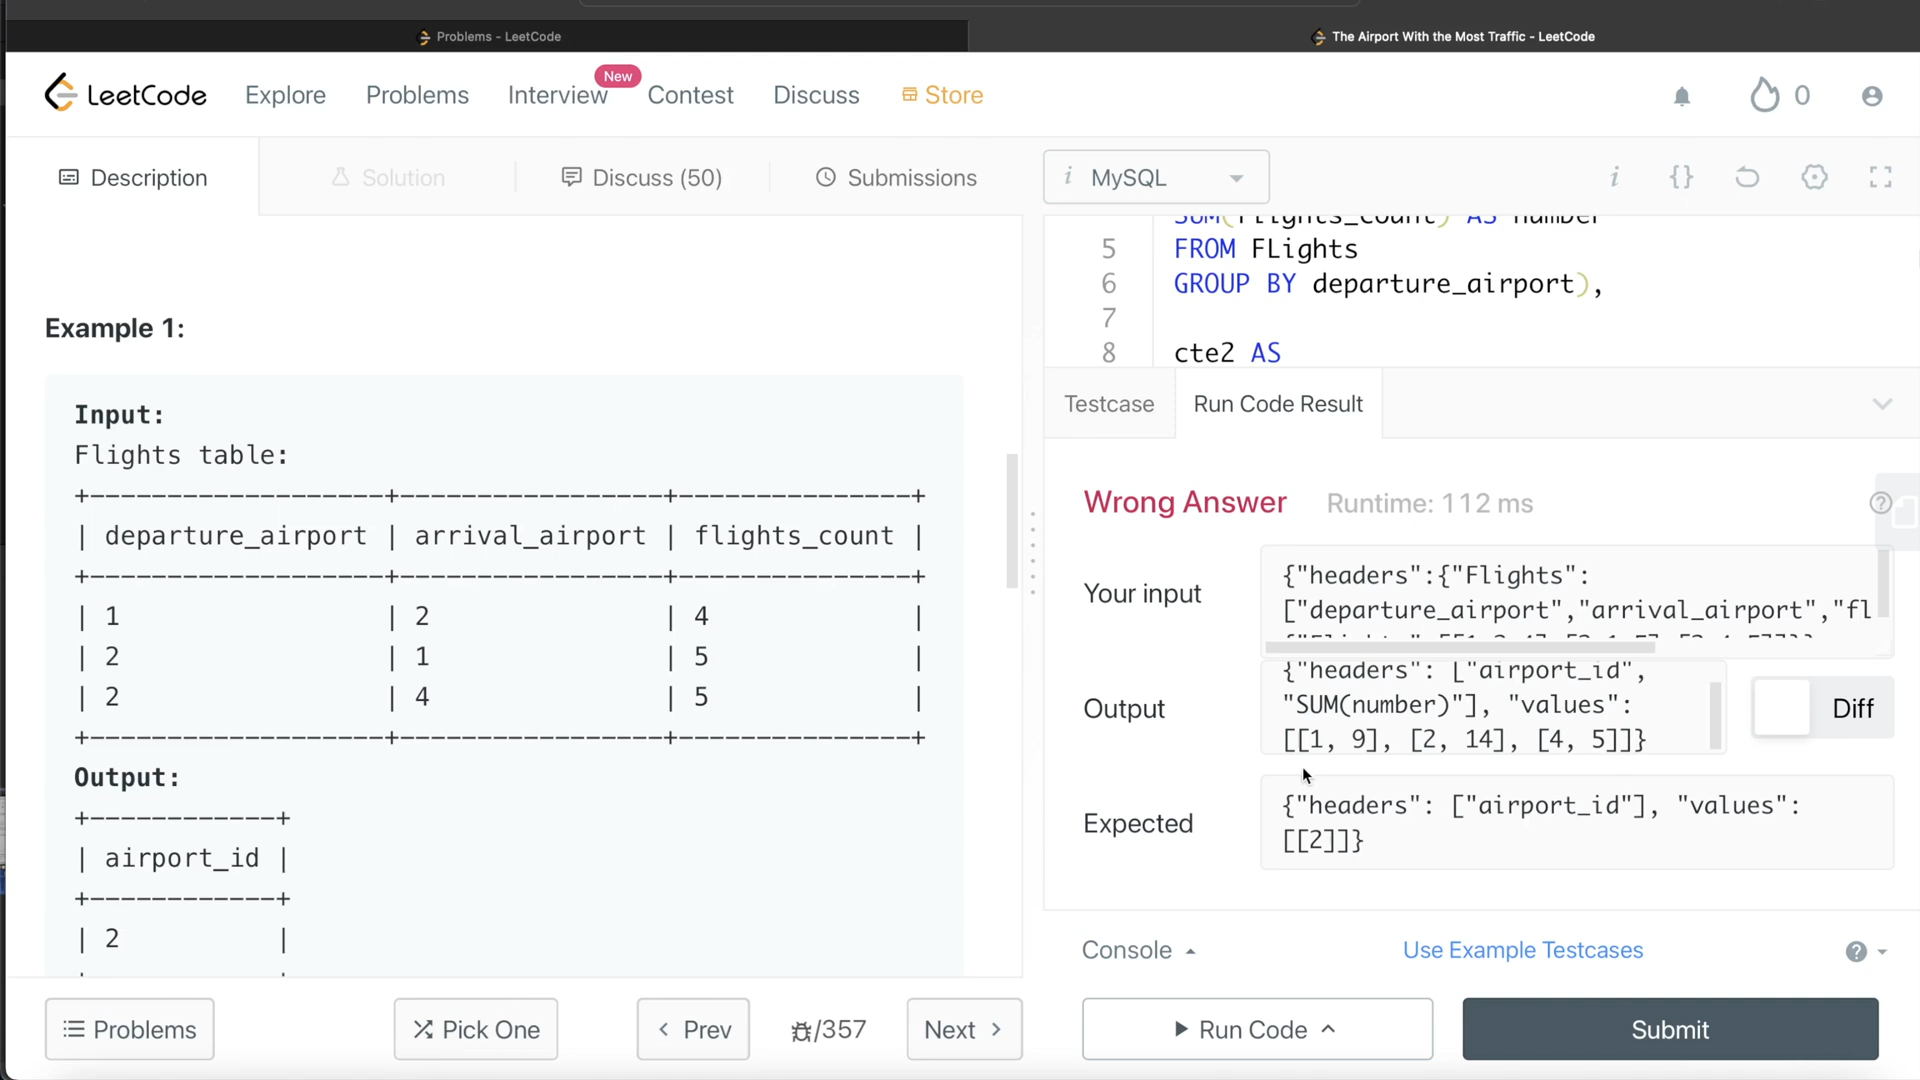 Problems - LeetCode
The Airport With the Most Traffic - LeetCode
LeetCode
Explore
Problems
Interview
New
Contest
Discuss
Store
0
Description
Solution
Discuss (50)
Submissions
i MySQL
i
{}
SUM(flights_count) AS number
5 FROM FLights
6 GROUP BY departure_airport),
7
8 cte2 AS
Example 1:
Input:
Flights table:
+--------------------+-----------------+---------------+
| departure_airport | arrival_airport | flights_count |
+--------------------+-----------------+---------------+
| 1 | 2 | 4 |
| 2 | 1 | 5 |
| 2 | 4 | 5 |
+--------------------+-----------------+---------------+
Output:
+------------+
| airport_id |
+------------+
| 2 |
Testcase
Run Code Result
Wrong Answer
Runtime: 112 ms
?
Your input
{"headers":{"Flights":
["departure_airport","arrival_airport","fl
Output
{"headers": ["airport_id",
"SUM(number)"], "values":
[[1, 9], [2, 14], [4, 5]]}
Diff
Expected
{"headers": ["airport_id"], "values":
[[2]]}
Console
Use Example Testcases
?
Problems
Pick One
Prev
/357
Next
Run Code
Submit